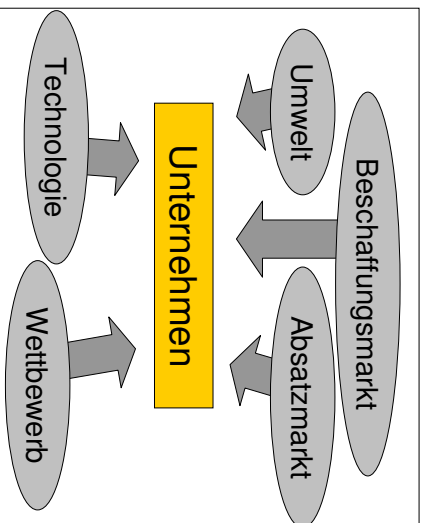 Beschaffungsmarkt
Umwelt
Absatzmarkt
Unternehmen
Technologie
Wettbewerb